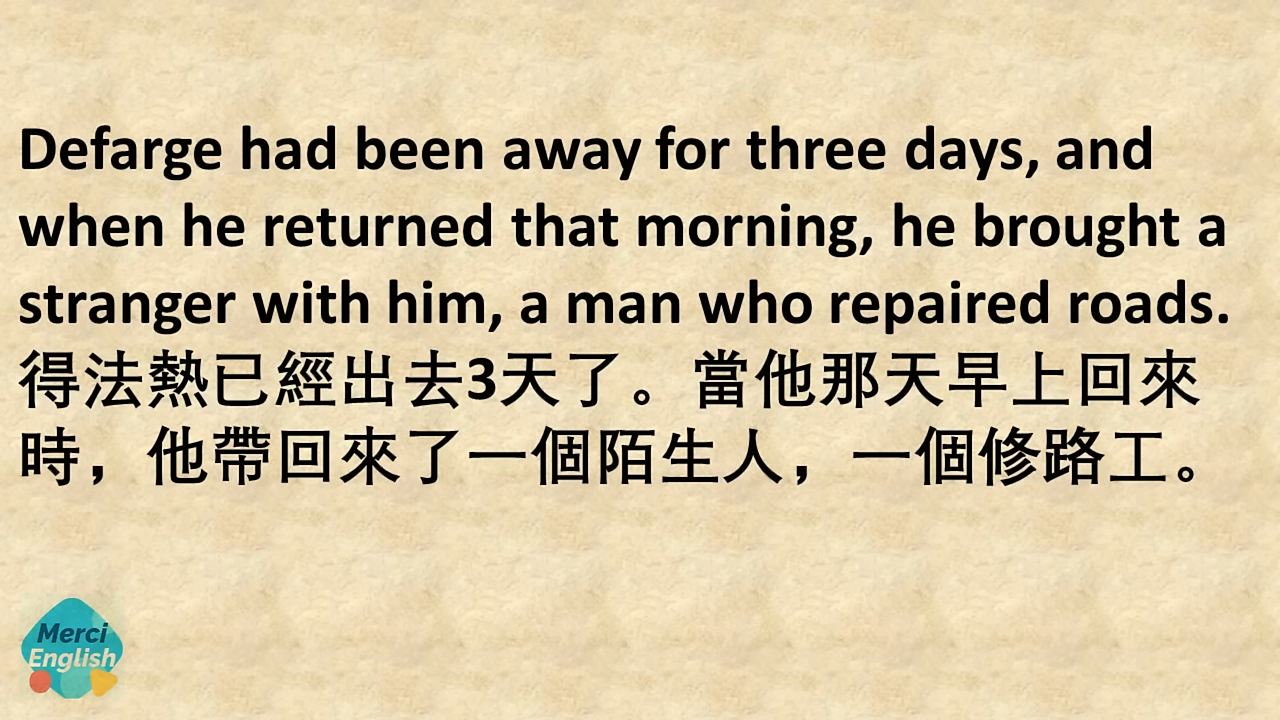 Defarge had been away for three days, and
when he returned that morning, he brought a
stranger with him, a man who repaired roads.
得法熱已經出去3天了。當他那天早上回來
時，他帶回來了一個陌生人，一個修路工。
Merci
English